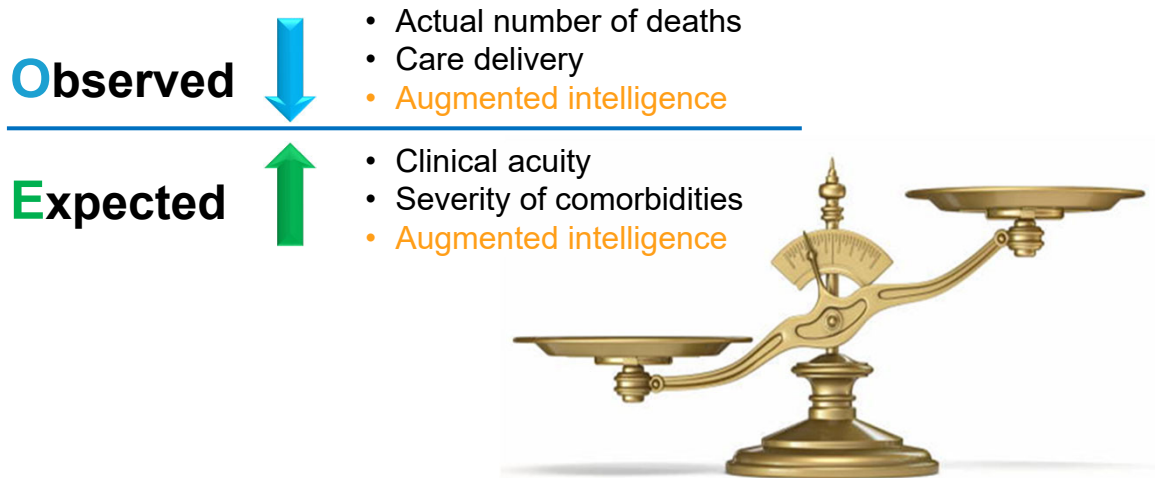 Observed
• Actual number of deaths
• Care delivery
• Augmented intelligence
Expected
• Clinical acuity
• Severity of comorbidities
• Augmented intelligence